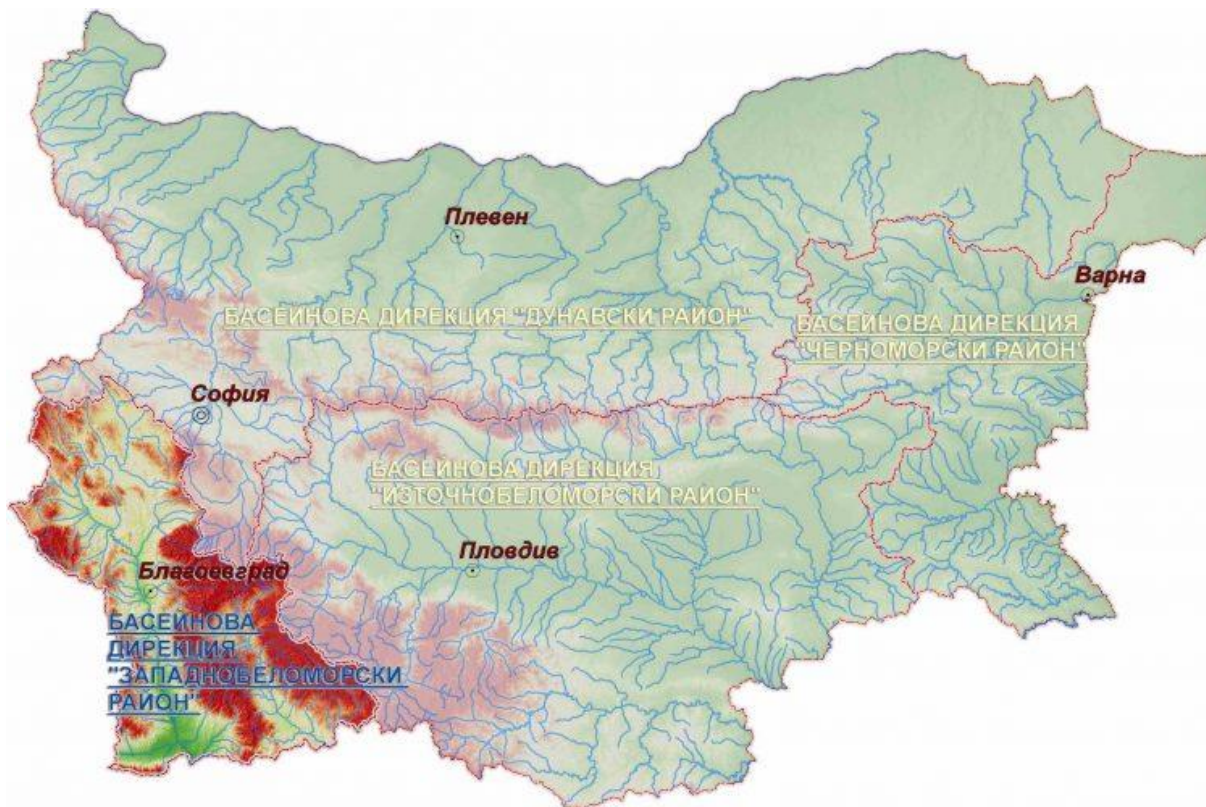 Плевен
Варна
БАСЕЙНОВА ДИРЕКЦИЯ "ДУНАВСКИ РАЙОН"
БАСЕЙНОВА ДИРЕКЦИЯ
"ЧЕРНОМОРСКИ РАЙОН"
София
БАСЕЙНОВА ДИРЕКЦИЯ
"ИЗТОЧНОБЕЛОМОРСКИ РАЙОН"
Пловдив
Благоевград
БАСЕЙНОВА
ДИРЕКЦИЯ
"ЗАПАДНОБЕЛОМОРСКИ
РАЙОН"